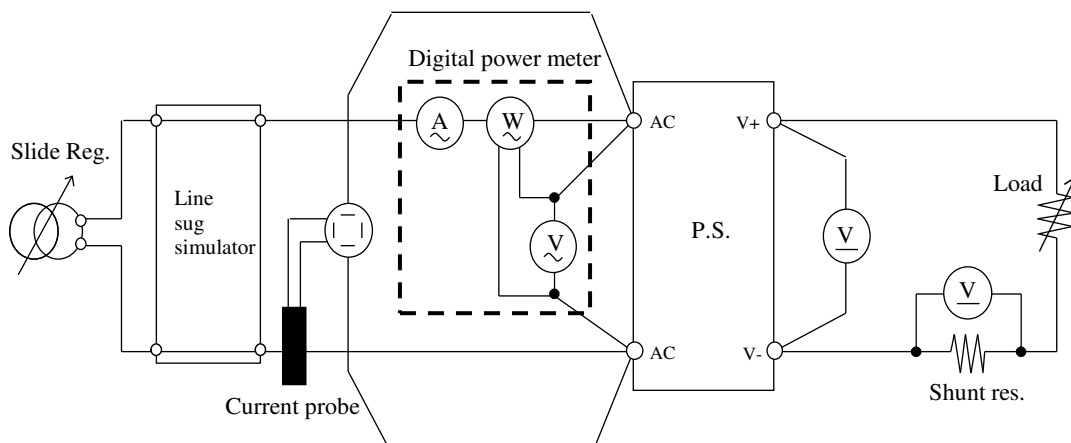 Digital power meter
A
W
AC
V+
Slide Reg.
Line
sug
simulator
Load
P.S.
V
V
V
AC
V-
Current probe
Shunt res.